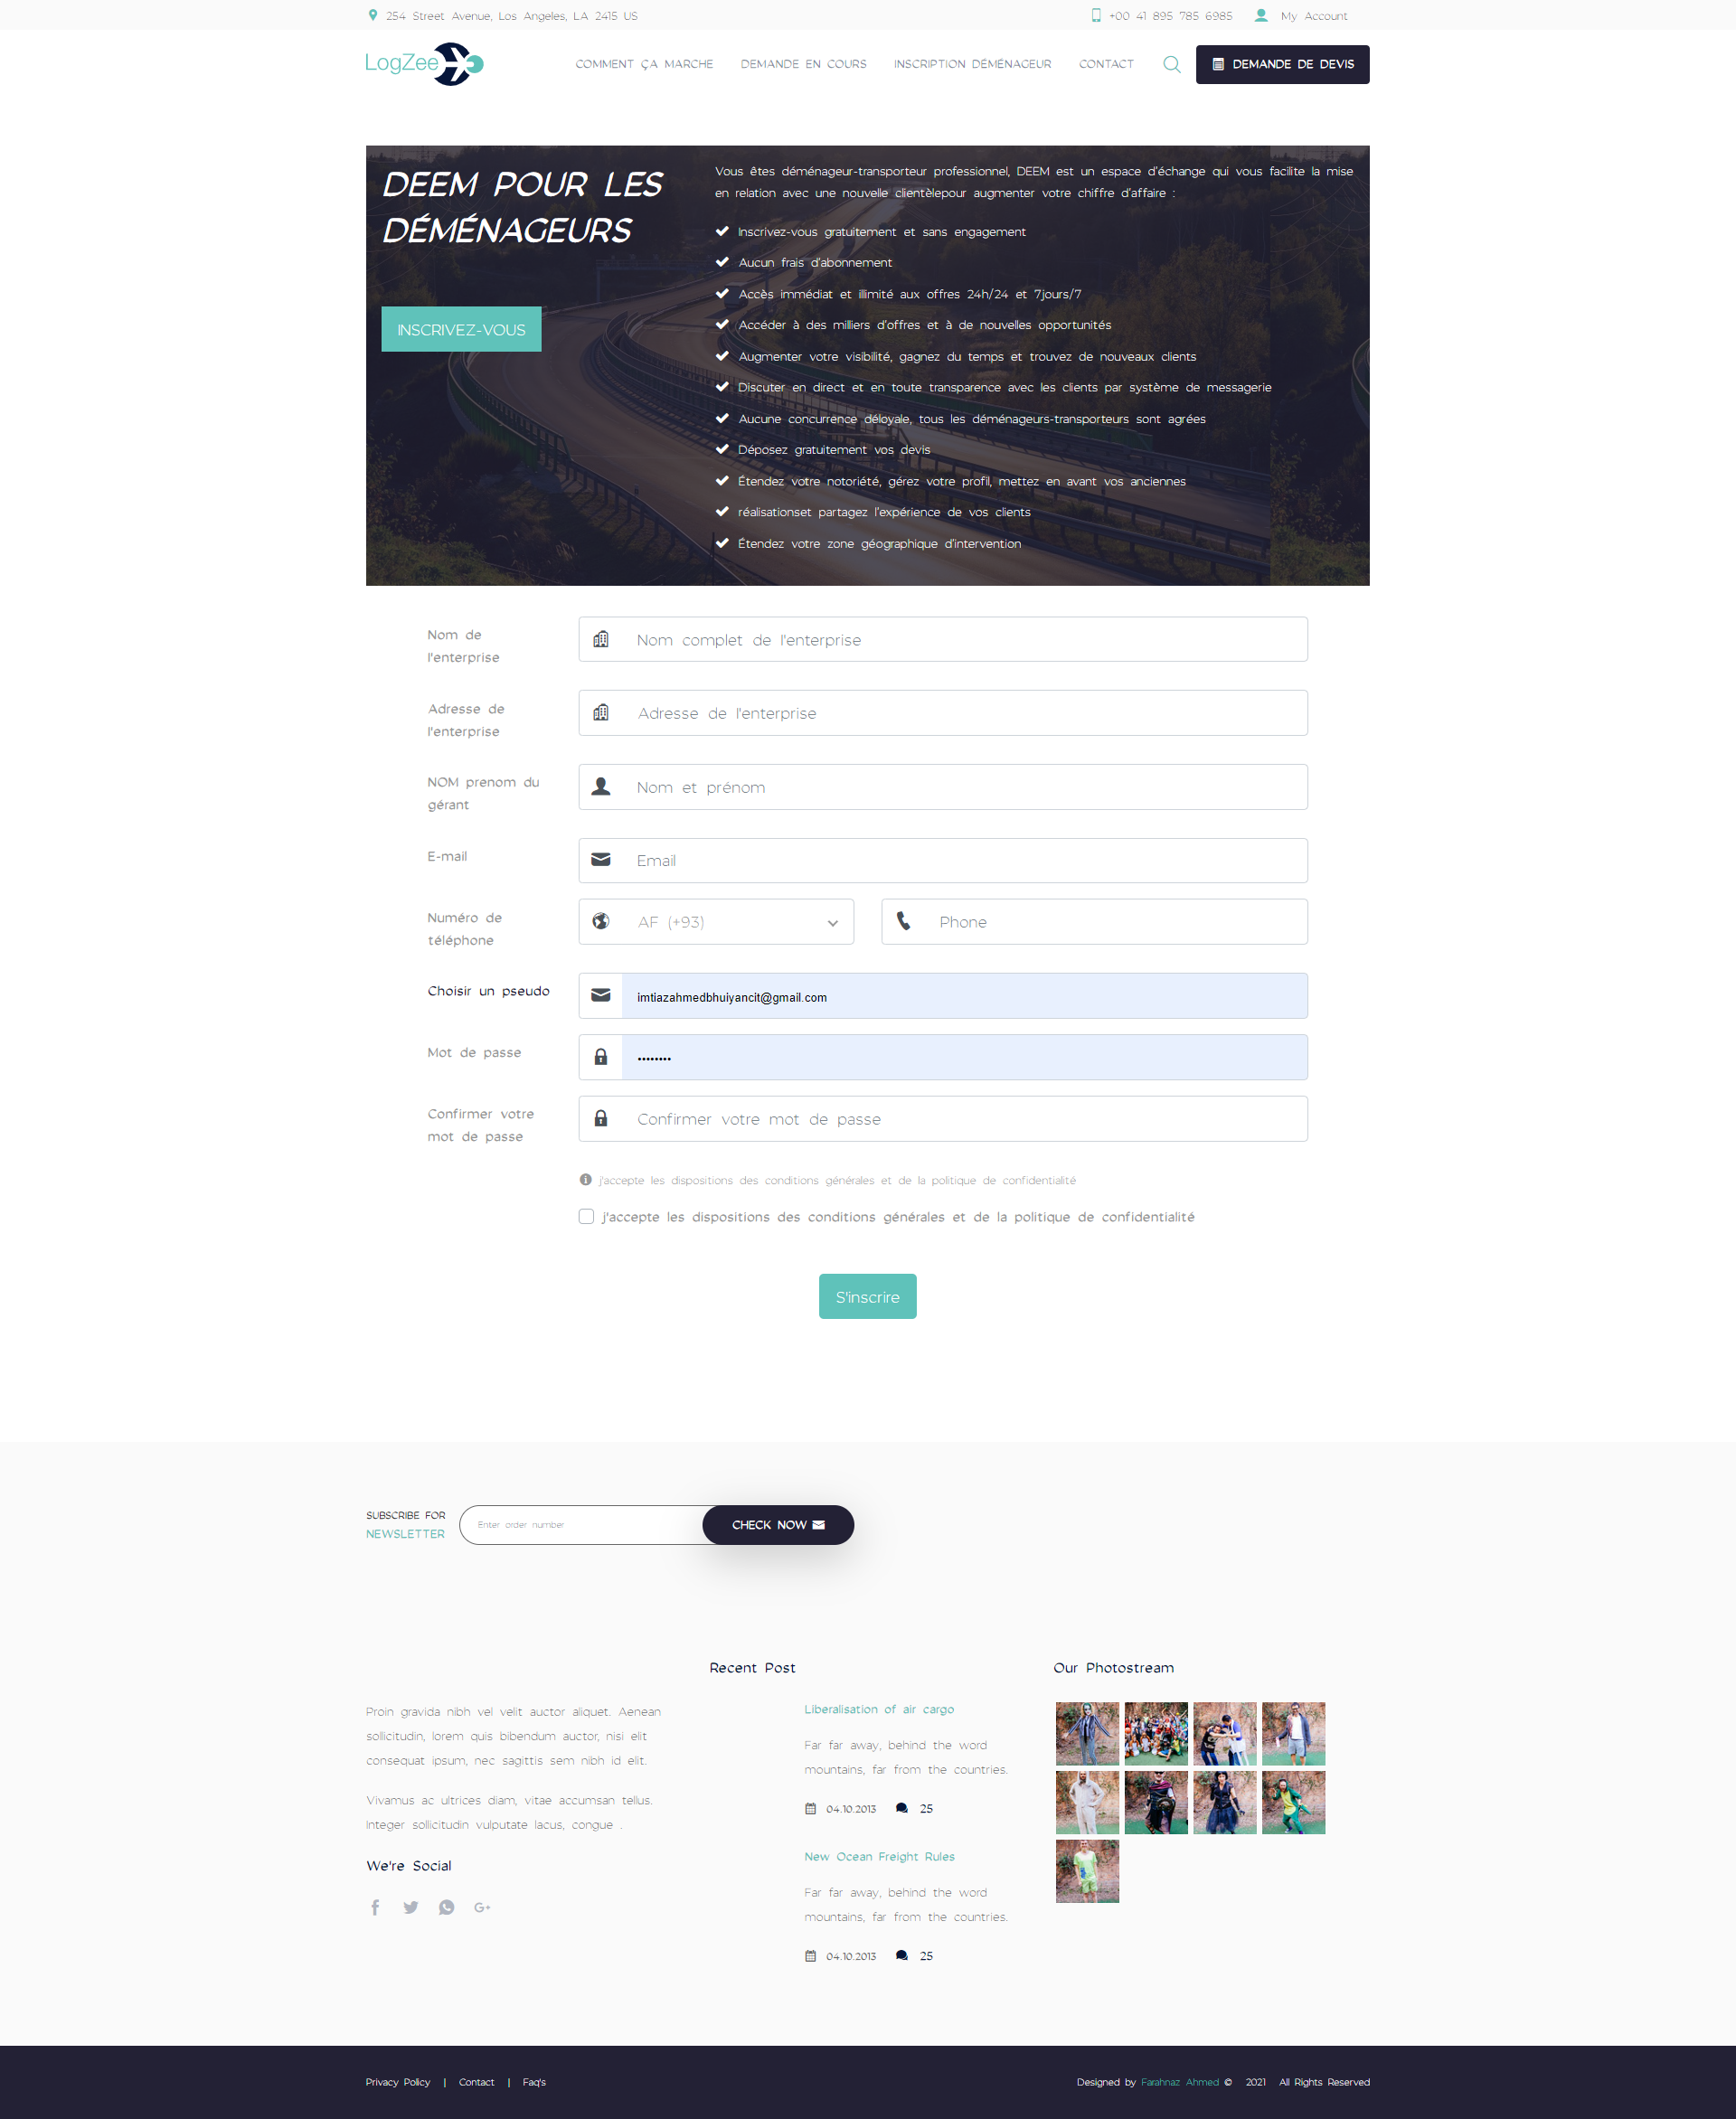 254 Street Avenue, Los Angeles, LA 2415 US
+00 41 895 785 6985
My Account
LogZee
COMMENT ÇA MARCHE
DEMANDE EN COURS
INSCRIPTION DÉMÉNAGEUR
CONTACT
DEMANDE DE DEVIS
DEEM POUR LES
DÉMÉNAGEURS
INSCRIVEZ-VOUS
Vous êtes déménageur-transporteur professionnel, DEEM est un espace d'échange qui vous facilite la mise
en relation avec une nouvelle clientèlepour augmenter votre chiffre d'affaire :
Inscrivez-vous gratuitement et sans engagement
Aucun frais d'abonnement
Accès immédiat et illimité aux offres 24h/24 et 7jours/7
Accéder à des milliers d'offres et à de nouvelles opportunités
Augmenter votre visibilité, gagnez du temps et trouvez de nouveaux clients
Discuter en direct et en toute transparence avec les clients par système de messagerie
Aucune concurrence déloyale, tous les déménageurs-transporteurs sont agrées
Déposez gratuitement vos devis
Étendez votre notoriété, gérez votre profil, mettez en avant vos anciennes
réalisationset partagez l'expérience de vos clients
Étendez votre zone géographique d'intervention
Nom de
l'enterprise
Nom complet de l'enterprise
Adresse de
l'enterprise
Adresse de l'enterprise
NOM prenom du
gérant
Nom et prénom
E-mail
Email
Numéro de
téléphone
AF (+93)
Phone
Choisir un pseudo
imtiazahmedbhuiyancit@gmail.com
Mot de passe
••••••••
Confirmer votre
mot de passe
Confirmer votre mot de passe
j'accepte les dispositions des conditions générales et de la politique de confidentialité
j'accepte les dispositions des conditions générales et de la politique de confidentialité
S'inscrire
SUBSCRIBE FOR
NEWSLETTER
Enter order number
CHECK NOW
Proin gravida nibh vel velit auctor aliquet. Aenean
sollicitudin, lorem quis bibendum auctor, nisi elit
consequat ipsum, nec sagittis sem nibh id elit.
Vivamus ac ultrices diam, vitae accumsan tellus.
Integer sollicitudin vulputate lacus, congue .
We're Social
G+
Recent Post
Liberalisation of air cargo
Far far away, behind the word
mountains, far from the countries.
04.10.2013
25
New Ocean Freight Rules
Far far away, behind the word
mountains, far from the countries.
04.10.2013
25
Our Photostream
Privacy Policy | Contact | Faq's
Designed by Farahnaz Ahmed © 2021 All Rights Reserved